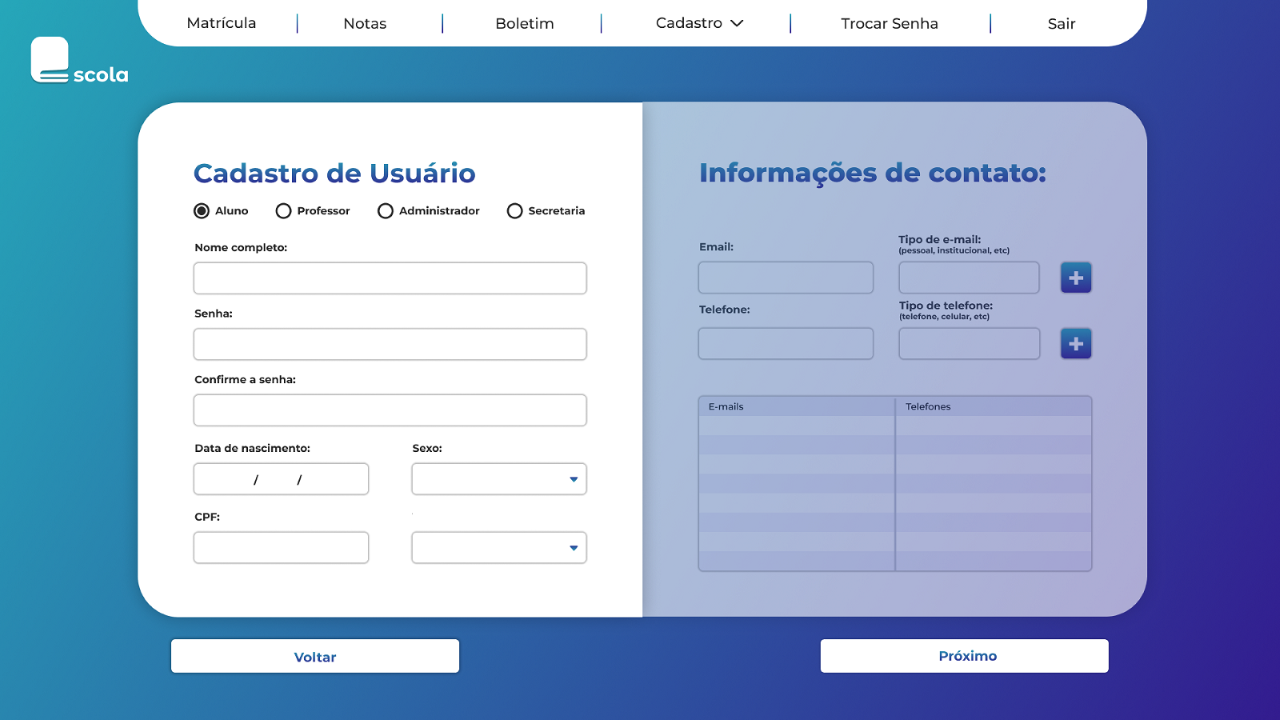 Matrícula
Notas
Boletim
Cadastro
Trocar Senha
Sair
scola
Cadastro de Usuário
Aluno
Professor
Administrador
Secretaria
Nome completo:
Senha:
Confirme a senha:
Data de nascimento:
Sexo:
/ /
CPF:
Informações de contato:
Email:
Tipo de e-mail:
(pessoal, institucional, etc)
+
Telefone:
Tipo de telefone:
(telefone, celular, etc)
+
E-mails
Telefones
Voltar
Próximo